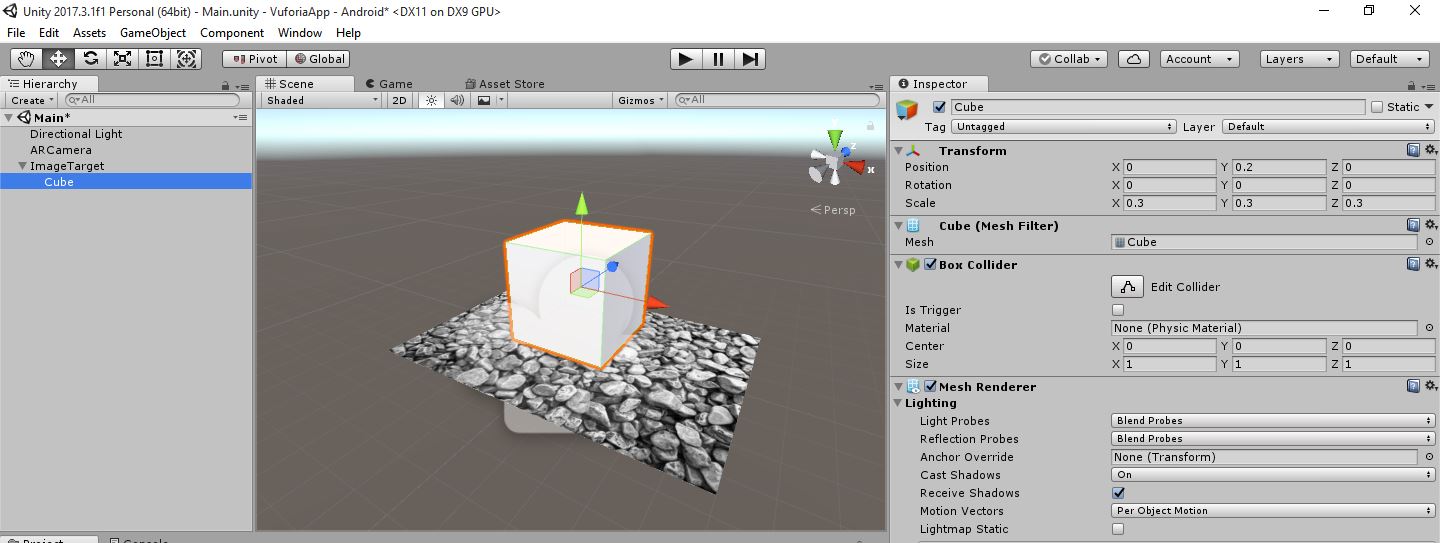 Unity 2017.3.1f1 Personal (64bit) - Main.unity - VuforiaApp - Android* <DX11 on DX9 GPU>
File Edit Assets GameObject Component Window Help
Pivot Global Collab Account Layers Default
Hierarchy
Create All
Main*
Directional Light
ARCamera
ImageTarget
Cube
Scene Game Asset Store
Shaded 2D Gizmos All
y
z
x
Persp
Inspector
Cube Static
Tag Untagged Layer Default
Transform
Position X 0 Y 0.2 Z 0
Rotation X 0 Y 0 Z 0
Scale X 0.3 Y 0.3 Z 0.3
Cube (Mesh Filter)
Mesh Cube
Box Collider
Edit Collider
Is Trigger
Material None (Physic Material)
Center X 0 Y 0 Z 0
Size X 1 Y 1 Z 1
Mesh Renderer
Lighting
Light Probes Blend Probes
Reflection Probes Blend Probes
Anchor Override None (Transform)
Cast Shadows On
Receive Shadows
Motion Vectors Per Object Motion
Lightmap Static
Project Console